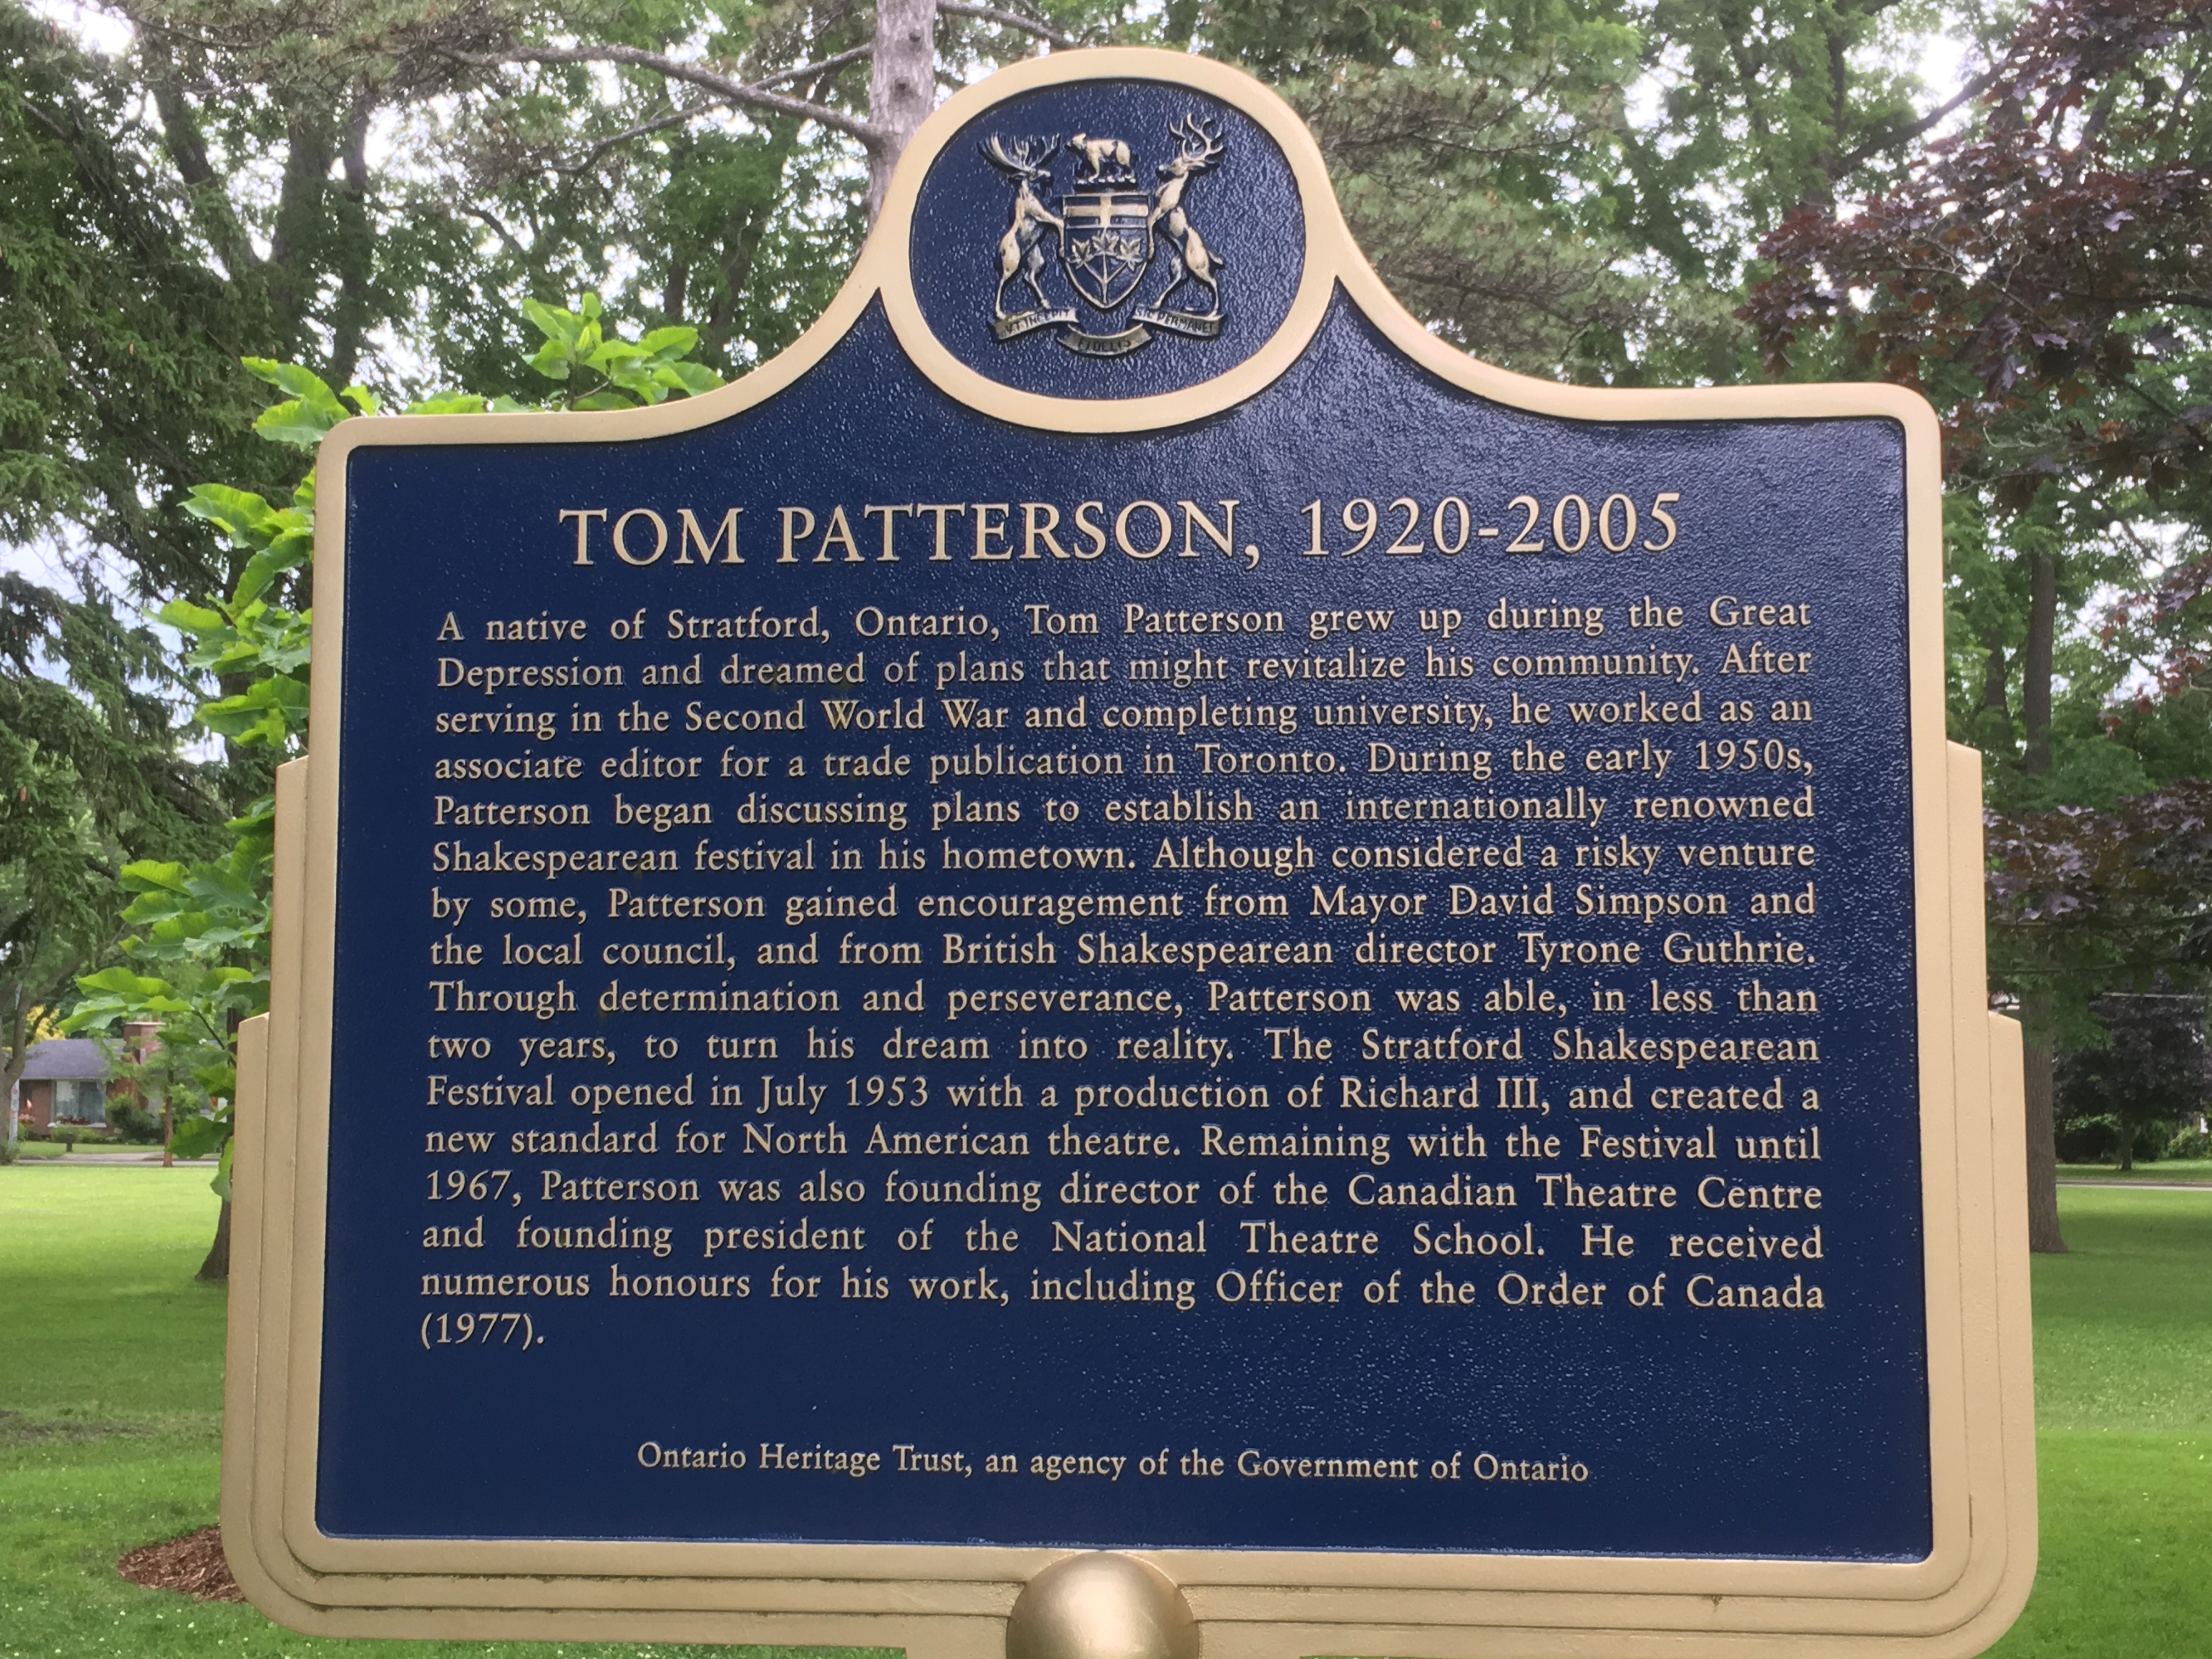 VT INCEPIT
SIC PERMANET
FIDELIS
TOM PATTERSON, 1920-2005
A native of Stratford, Ontario, Tom Patterson grew up during the Great
Depression and dreamed of plans that might revitalize his community. After
serving in the Second World War and completing university, he worked as an
associate editor for a trade publication in Toronto. During the early 1950s,
Patterson began discussing plans to establish an internationally renowned
Shakespearean festival in his hometown. Although considered a risky venture
by some, Patterson gained encouragement from Mayor David Simpson and
the local council, and from British Shakespearean director Tyrone Guthrie.
Through determination and perseverance, Patterson was able, in less than
two years, to turn his dream into reality. The Stratford Shakespearean
Festival opened in July 1953 with a production of Richard III, and created a
new standard for North American theatre. Remaining with the Festival until
1967, Patterson was also founding director of the Canadian Theatre Centre
and founding president of the National Theatre School. He received
numerous honours for his work, including Officer of the Order of Canada
(1977).
Ontario Heritage Trust, an agency of the Government of Ontario